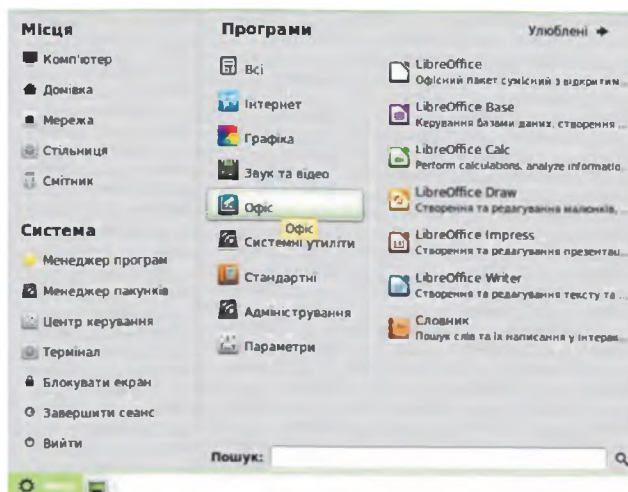 Місця
Комп'ютер
Домівка
Мережа
Стільниця
Смітник
Система
Менеджер програм
Менеджер пакунків
Центр керування
Термінал
Блокувати екран
Завершити сеанс
Вийти
Програми
Всі
Інтернет
Графіка
Звук та відео
Офіс
Офіс
Системні утиліти
Стандартні
Адміністрування
Параметри
Улюблені
LibreOffice
Офісний пакет сумісний з відкритим...
LibreOffice Base
Керування базами даних, створення ...
LibreOffice Calc
Perform calculations, analyze informatio...
LibreOffice Draw
Створення та редагування малюнків, ...
LibreOffice Impress
Створення та редагування презентац...
LibreOffice Writer
Створення та редагування тексту та ...
Словник
Пошук слів та їх написання у інтерак...
Пошук: